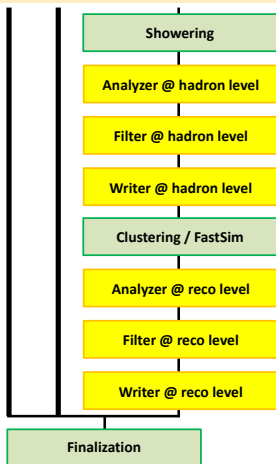 Showering
Analyzer @ hadron level
Filter @ hadron level
Writer @ hadron level
Clustering / FastSim
Analyzer @ reco level
Filter @ reco level
Writer @ reco level
Finalization